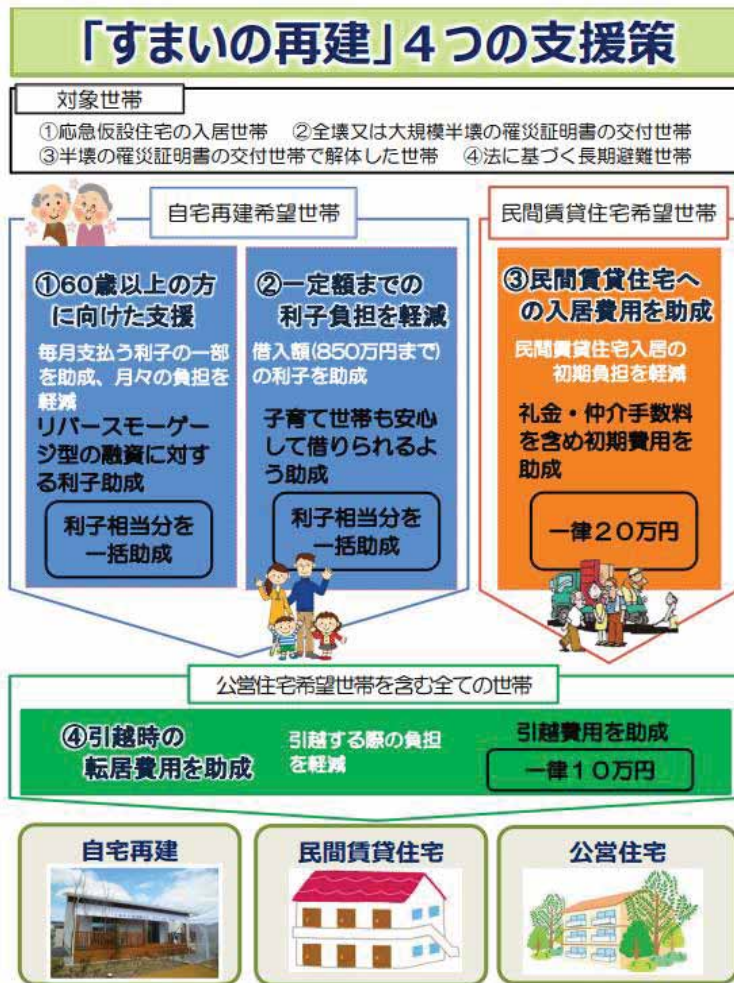 「すまいの再建」４つの支援策
対象世帯
①応急仮設住宅の入居世帯　②全壊又は大規模半壊の罹災証明書の交付世帯
③半壊の罹災証明書の交付世帯で解体した世帯　④法に基づく長期避難世帯
自宅再建希望世帯
①60歳以上の方
に向けた支援
毎月支払う利子の一部
を助成、月々の負担を
軽減
リバースモーゲー
ジ型の融資に対す
る利子助成
利子相当分を
一括助成
②一定額までの
利子負担を軽減
借入額(850万円まで)
の利子を助成
子育て世帯も安心
して借りられるよ
う助成
利子相当分を
一括助成
民間賃貸住宅希望世帯
③民間賃貸住宅へ
の入居費用を助成
民間賃貸住宅入居の
初期負担を軽減
礼金・仲介手数料
を含め初期費用を
助成
一律２０万円
公営住宅希望世帯を含む全ての世帯
④引越時の
転居費用を助成
引越する際の負担
を軽減
引越費用を助成
一律１０万円
自宅再建
民間賃貸住宅
公営住宅